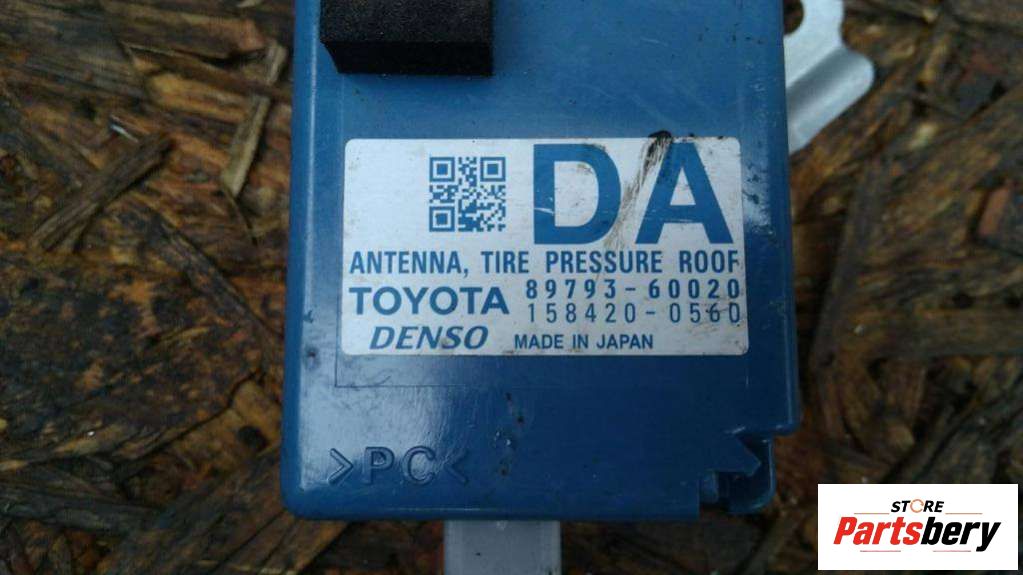 DA
ANTENNA, TIRE PRESSURE ROOF
TOYOTA 89793-60020
158420-0560
DENSO MADE IN JAPAN
>PC<
STORE
Partsbery